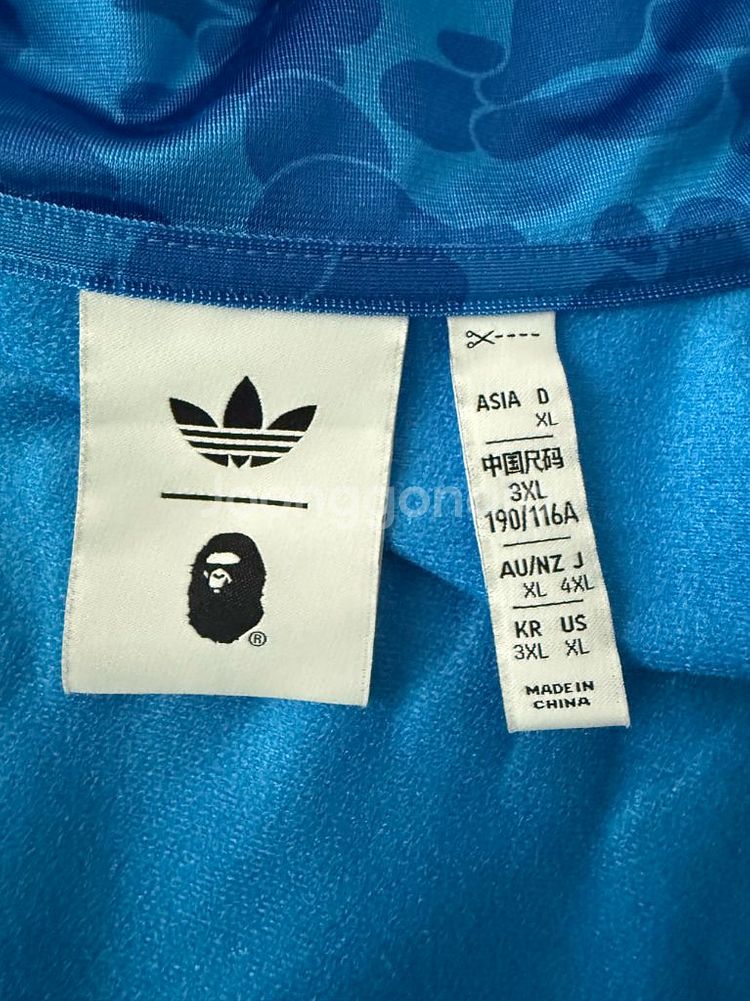 ®
ASIA D
XL
中国尺码
3XL
190/116A
AU/NZ J
XL 4XL
KR US
3XL XL
MADE IN
CHINA
Joonggona